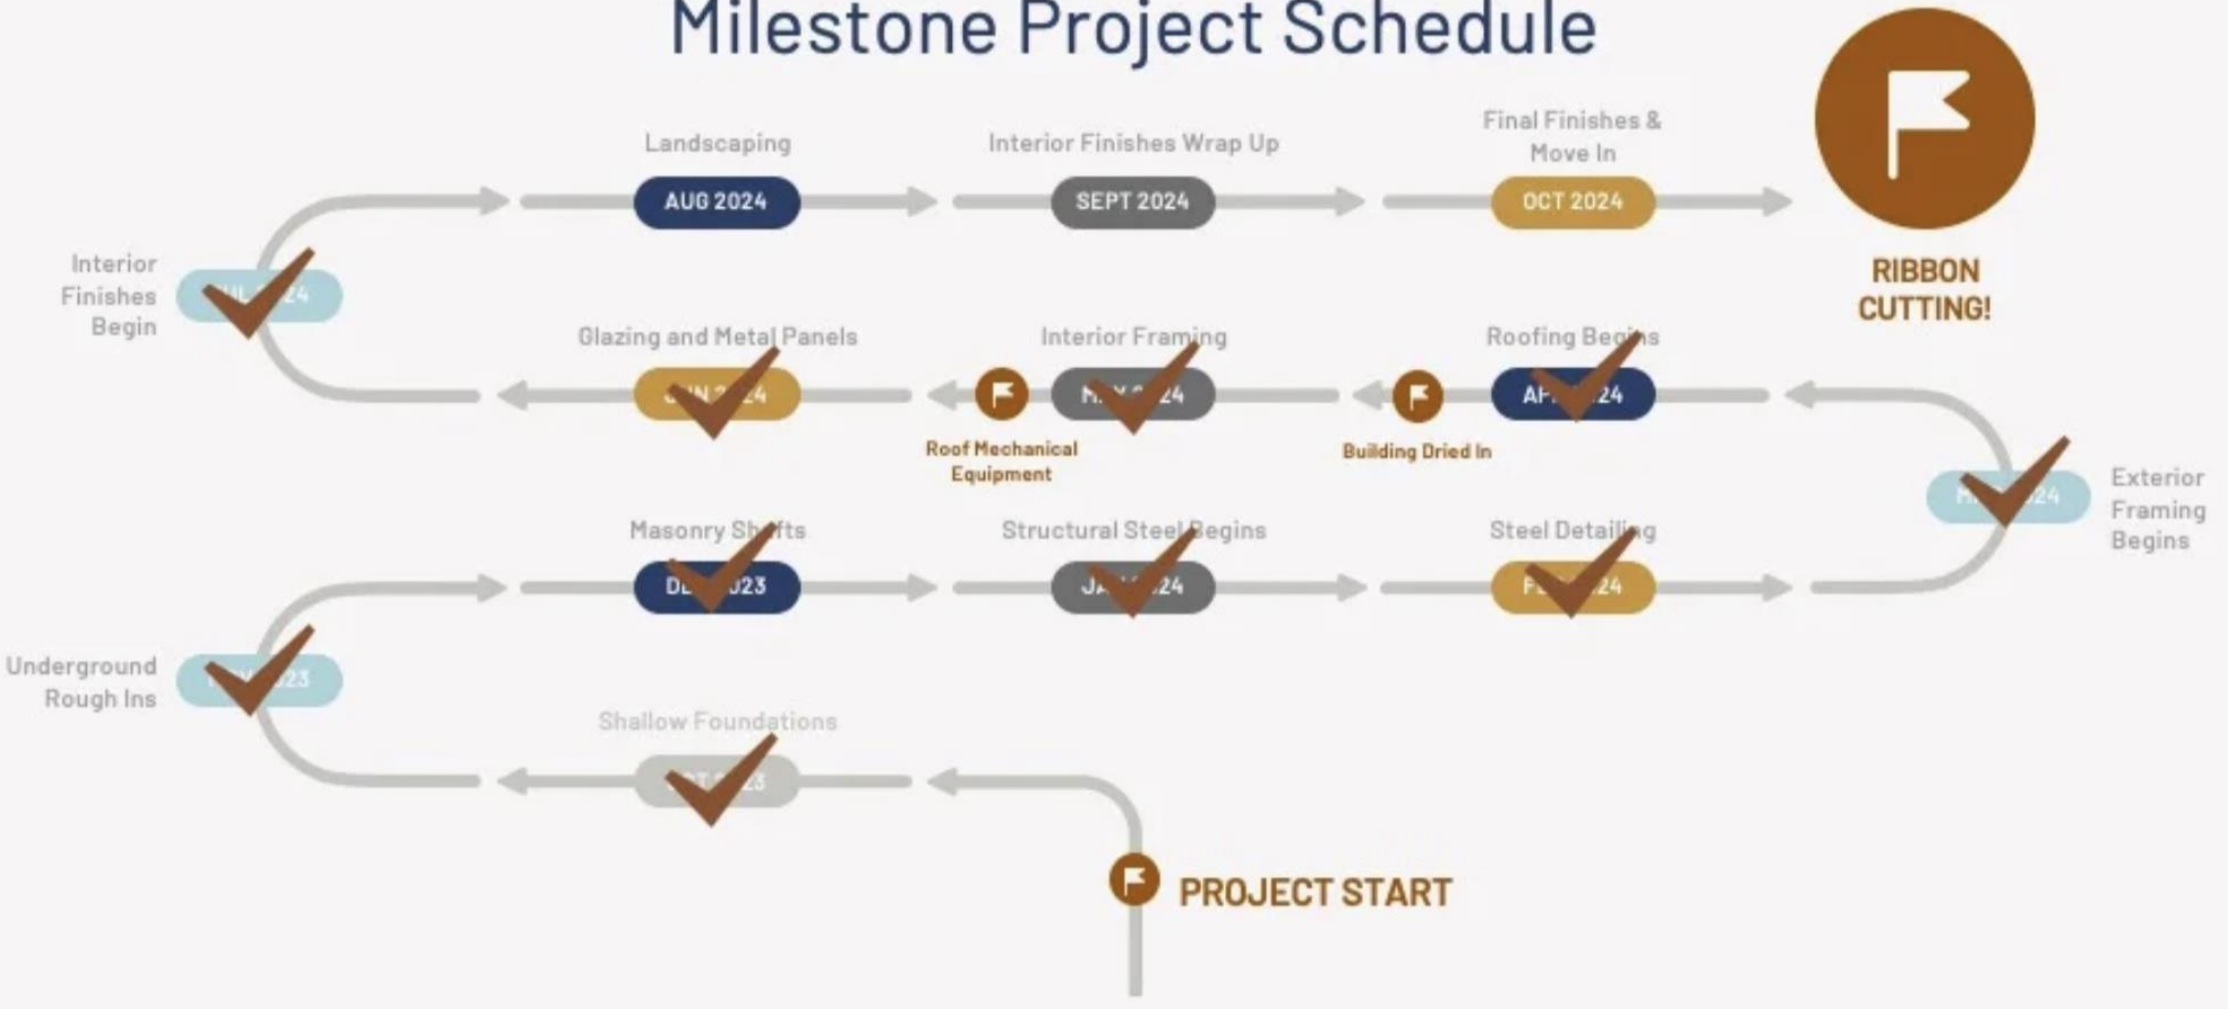 Milestone Project Schedule
Landscaping
AUG 2024
Interior Finishes Wrap Up
SEPT 2024
Final Finishes &
Move In
OCT 2024
RIBBON
CUTTING!
Interior
Finishes
Begin
Glazing and Metal Panels
Roof Mechanical
Equipment
Interior Framing
Building Dried In
Roofing Begins
Exterior
Framing
Begins
Masonry Shafts
Structural Steel Begins
Steel Detailing
Underground
Rough Ins
Shallow Foundations
PROJECT START